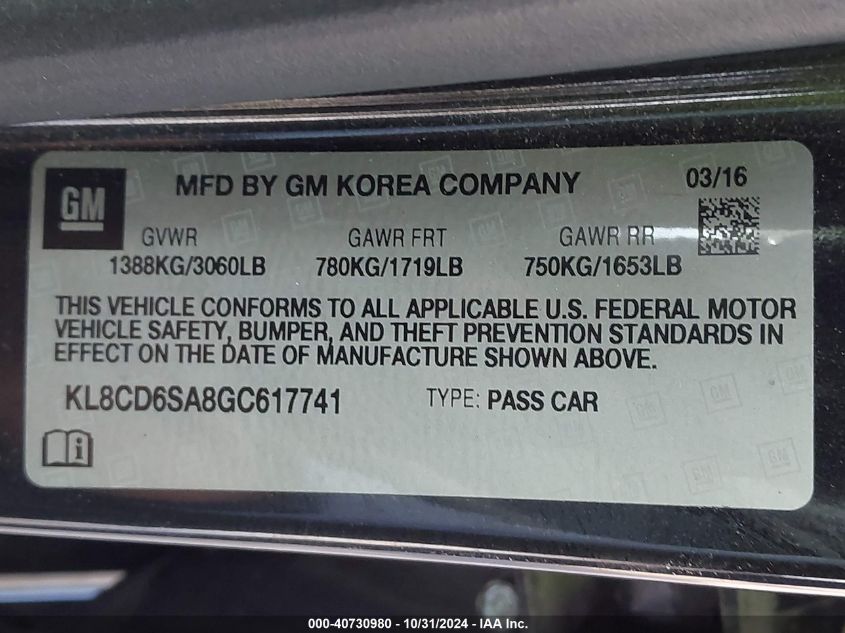 GM
MFD BY GM KOREA COMPANY 03/16
GVWR GAWR FRT GAWR RR
1388KG/3060LB 780KG/1719LB 750KG/1653LB
THIS VEHICLE CONFORMS TO ALL APPLICABLE U.S. FEDERAL MOTOR
VEHICLE SAFETY, BUMPER, AND THEFT PREVENTION STANDARDS IN
EFFECT ON THE DATE OF MANUFACTURE SHOWN ABOVE.
KL8CD6SA8GC617741 TYPE: PASS CAR
000-40730980 - 10/31/2024 - IAA Inc.